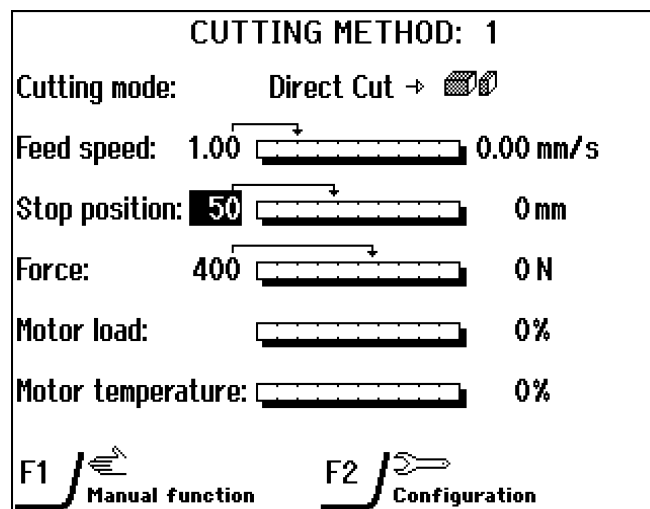 CUTTING METHOD: 1
Cutting mode: Direct Cut →
Feed speed: 1.00 0.00 mm/s
Stop position: 50 0 mm
Force: 400 0 N
Motor load: 0%
Motor temperature: 0%
F1 Manual function F2 Configuration